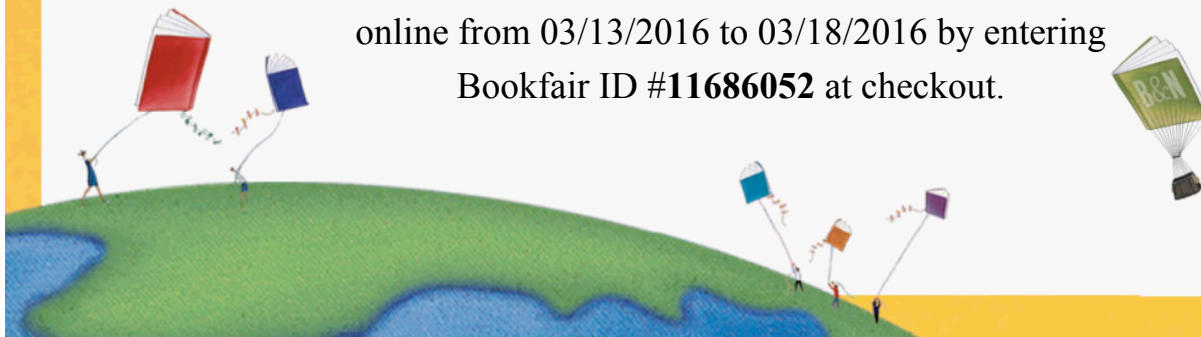 online from 03/13/2016 to 03/18/2016 by entering
Bookfair ID #11686052 at checkout.
B&N